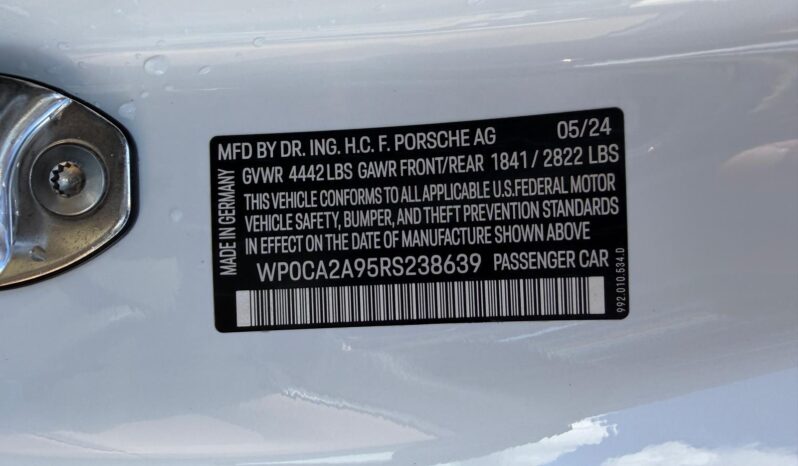 MFD BY DR. ING. H.C. F. PORSCHE AG 05/24
GVWR 4442 LBS GAWR FRONT/REAR 1841 / 2822 LBS
THIS VEHICLE CONFORMS TO ALL APPLICABLE U.S. FEDERAL MOTOR
VEHICLE SAFETY, BUMPER, AND THEFT PREVENTION STANDARDS
IN EFFECT ON THE DATE OF MANUFACTURE SHOWN ABOVE
WP0CA2A95RS238639 PASSENGER CAR
MADE IN GERMANY
992.010.534.D